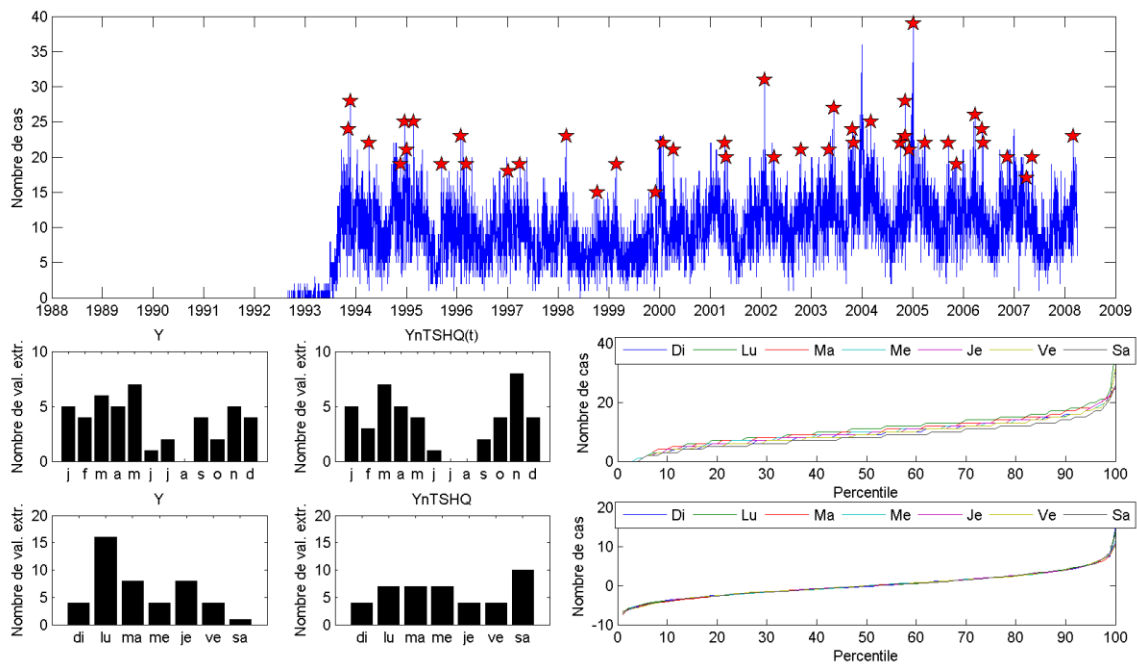 40
35
30
25
20
15
10
5
0
Nombre de cas
1988 1989 1990 1991 1992 1993 1994 1995 1996 1997 1998 1999 2000 2001 2002 2003 2004 2005 2006 2007 2008 2009
Y
10
5
0
Nombre de val. extr.
j f m a m j j a s o n d
YnTSHQ(t)
10
5
0
Nombre de val. extr.
j f m a m j j a s o n d
Di Lu Ma Me Je Ve Sa
40
20
0
Nombre de cas
0 10 20 30 40 50 60 70 80 90 100
Percentile
Y
20
15
10
5
0
Nombre de val. extr.
di lu ma me je ve sa
YnTSHQ
20
15
10
5
0
Nombre de val. extr.
di lu ma me je ve sa
Di Lu Ma Me Je Ve Sa
20
10
0
-10
Nombre de cas
0 10 20 30 40 50 60 70 80 90 100
Percentile